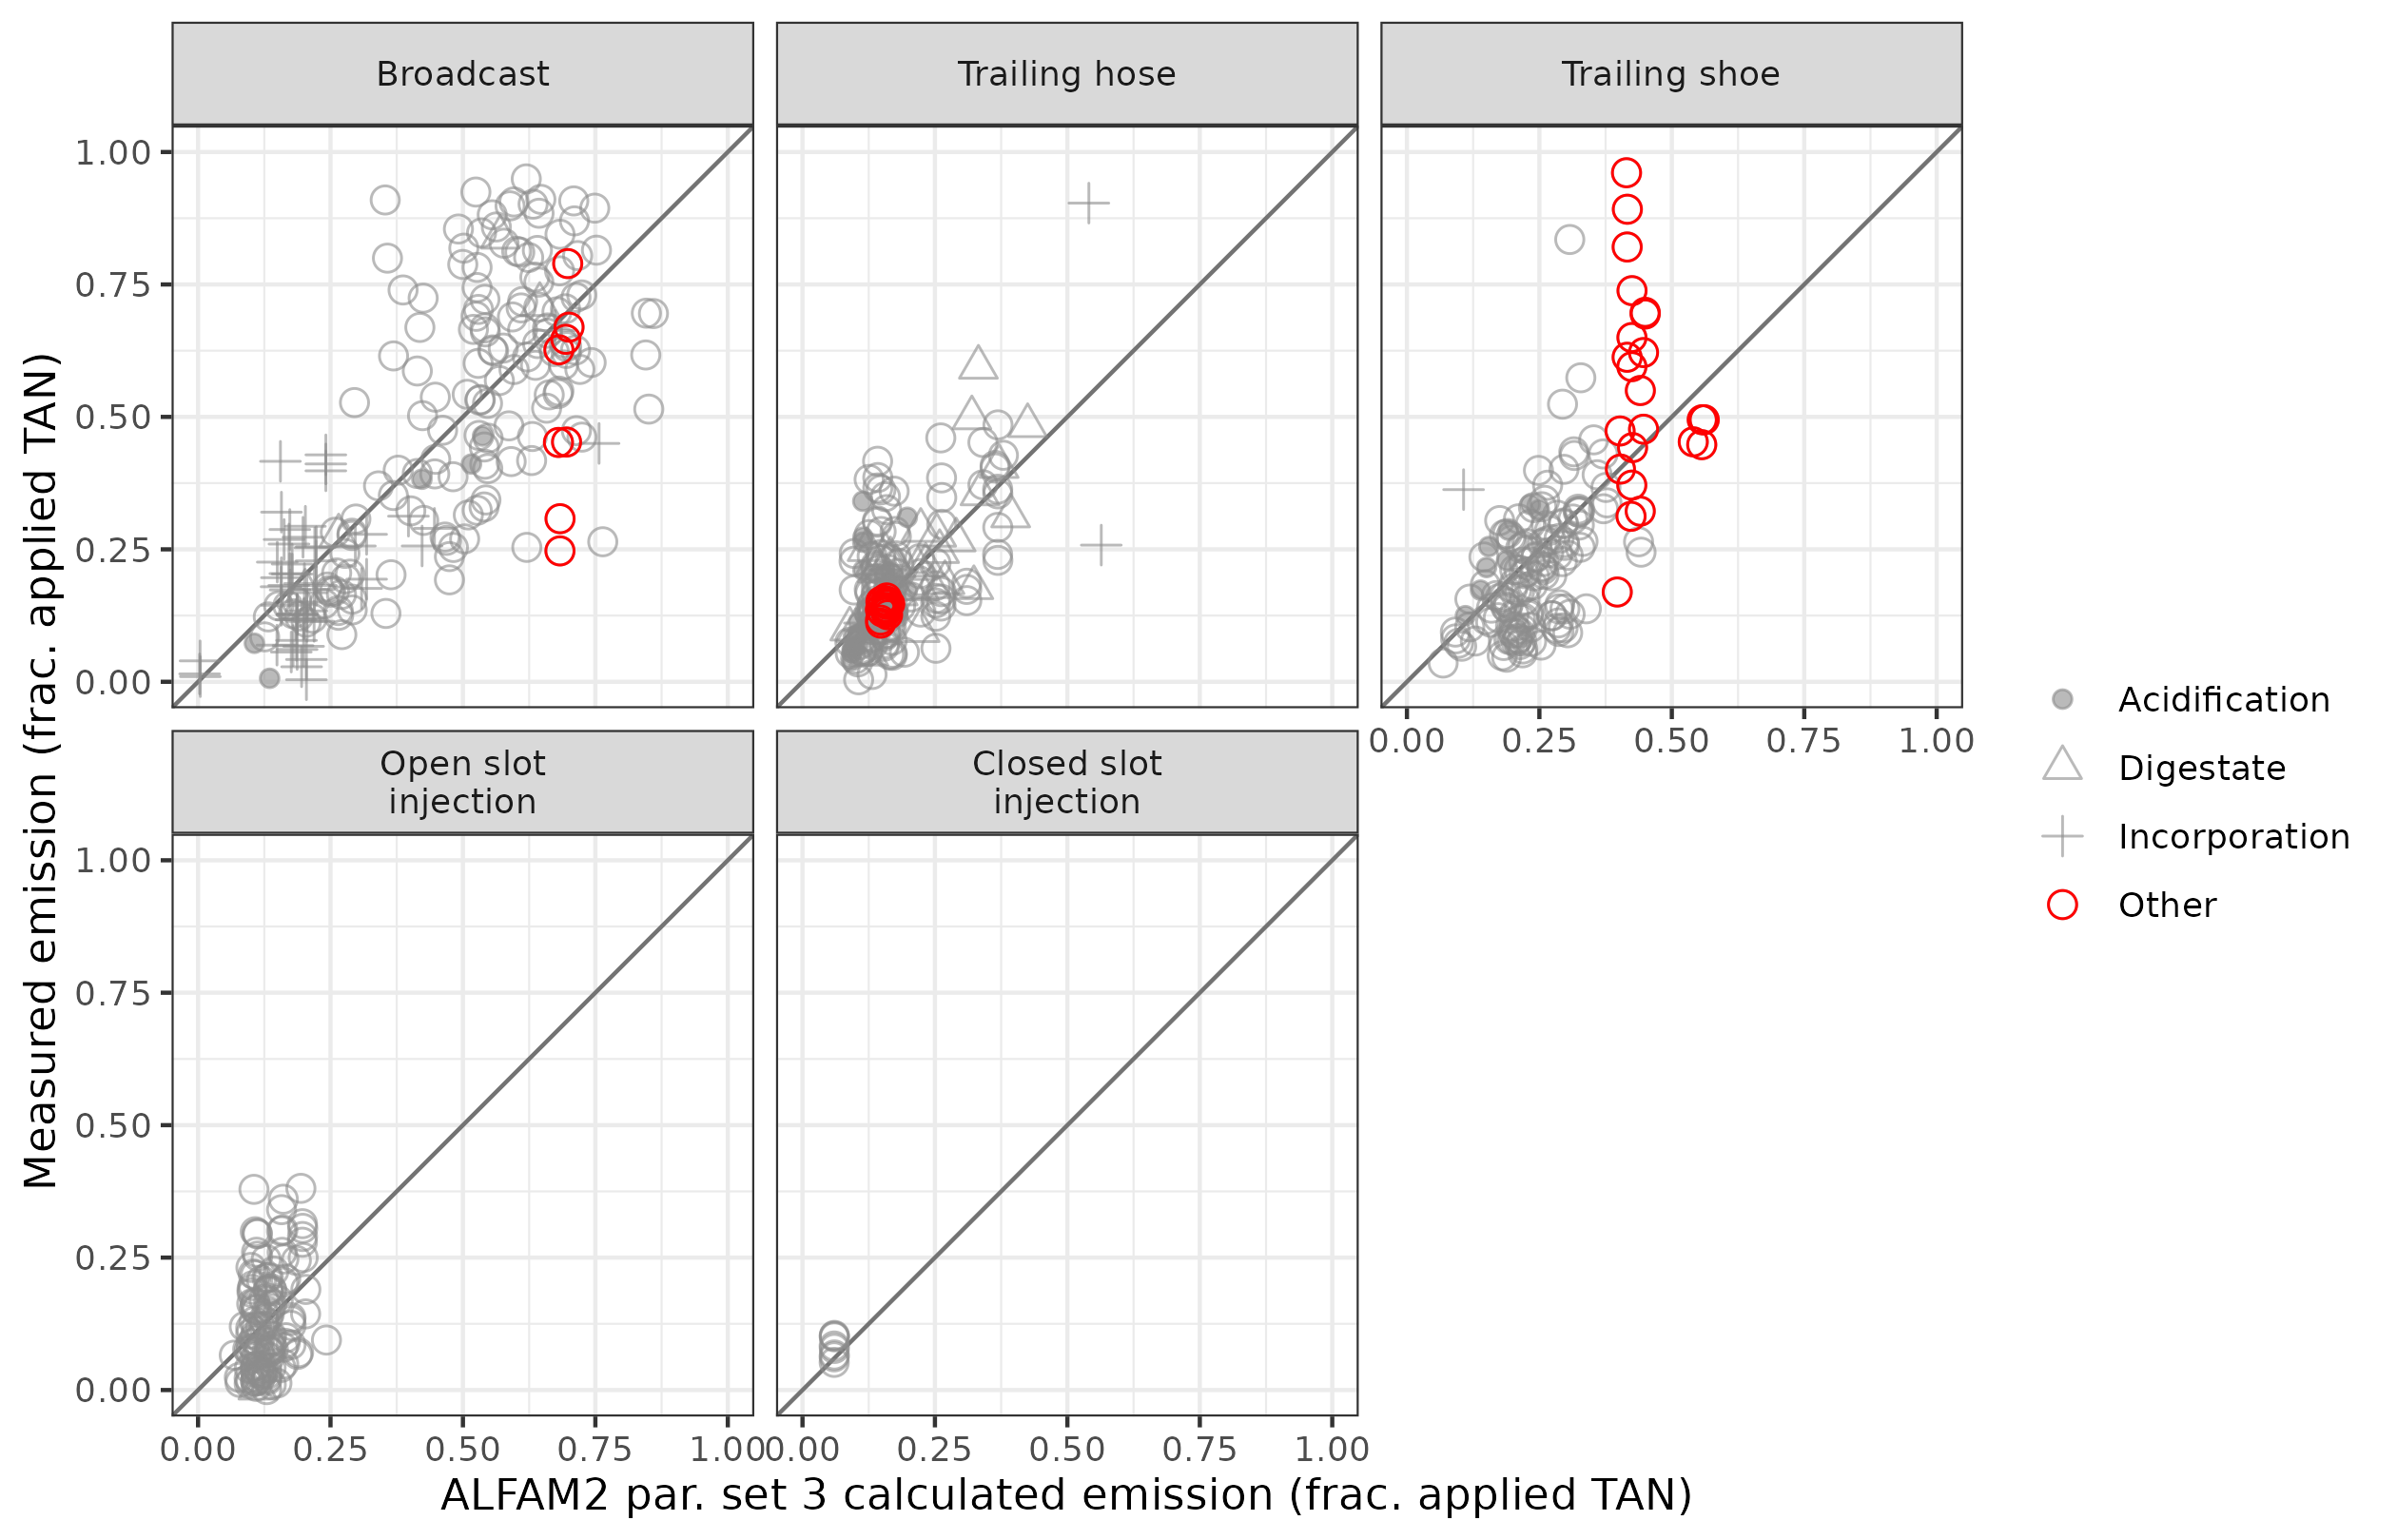 Broadcast
Trailing hose
Trailing shoe
1.00
0.75
0.50
0.25
0.00
0.00 0.25 0.50 0.75 1.00
Open slot
injection
Closed slot
injection
1.00
0.75
0.50
0.25
0.00
0.00 0.25 0.50 0.75 1.00
0.00 0.25 0.50 0.75 1.00
ALFAM2 par. set 3 calculated emission (frac. applied TAN)
Measured emission (frac. applied TAN)
Acidification
Digestate
Incorporation
Other